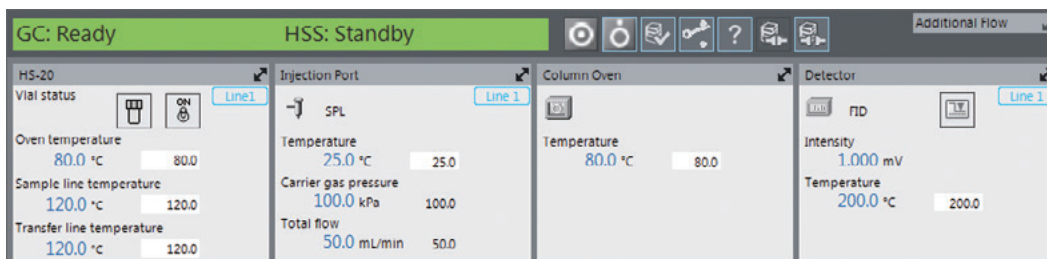 GC: Ready HSS: Standby ? Additional Flow
HS-20
Vial status ON Line1
Oven temperature
80.0 °C 80.0
Sample line temperature
120.0 °C 120.0
Transfer line temperature
120.0 °C 120.0
Injection Port
SPL Line 1
Temperature
25.0 °C 25.0
Carrier gas pressure
100.0 kPa 100.0
Total flow
50.0 mL/min 50.0
Column Oven
Temperature
80.0 °C 80.0
Detector
FID Line 1
Intensity
1.000 mV
Temperature
200.0 °C 200.0